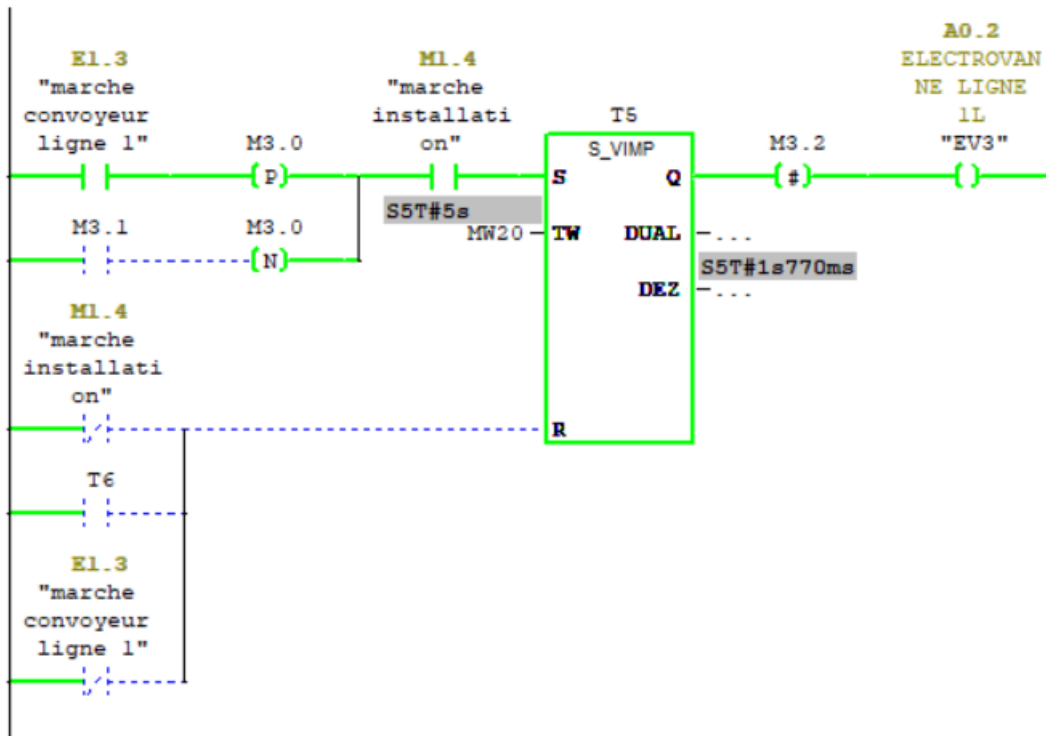 A0.2
E1.3
M1.4
ELECTROVAN
"marche
"marche
NE LIGNE
convoyeur
installati
1L
ligne 1"
M3.0
on"
T5
M3.2
"EV3"
S_VIMP
(P)
S
Q
(#)
( )
S5T#5s
M3.1
M3.0
MW20
TW
DUAL
...
(N)
S5T#1s770ms
DEZ
...
M1.4
"marche
installati
on"
R
T6
E1.3
"marche
convoyeur
ligne 1"